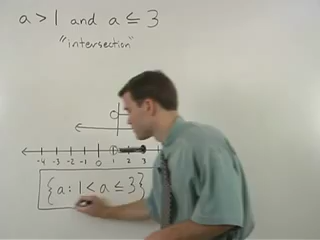 a > 1 and a ≤ 3
"intersection"
-4 -3 -2 -1 0 1 2 3
{a: 1 < a ≤ 3}